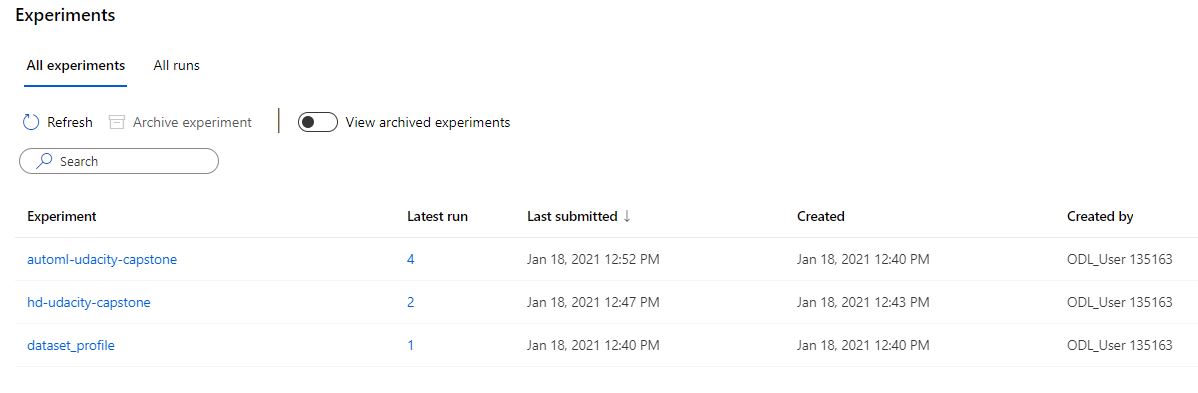 Experiments
All experiments All runs
Refresh Archive experiment View archived experiments
Search
Experiment Latest run Last submitted ↓ Created Created by
automl-udacity-capstone 4 Jan 18, 2021 12:52 PM Jan 18, 2021 12:40 PM ODL_User 135163
hd-udacity-capstone 2 Jan 18, 2021 12:47 PM Jan 18, 2021 12:43 PM ODL_User 135163
dataset_profile 1 Jan 18, 2021 12:40 PM Jan 18, 2021 12:40 PM ODL_User 135163